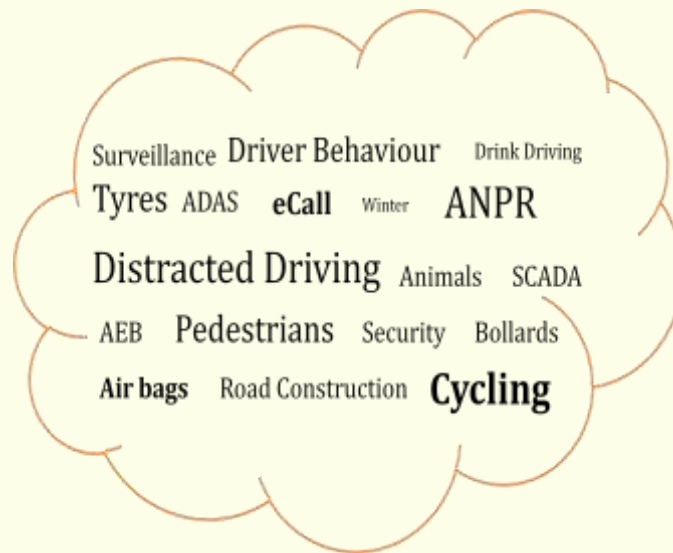 Surveillance Driver Behaviour Drink Driving
Tyres ADAS eCall Winter ANPR
Distracted Driving Animals SCADA
AEB Pedestrians Security Bollards
Air bags Road Construction Cycling